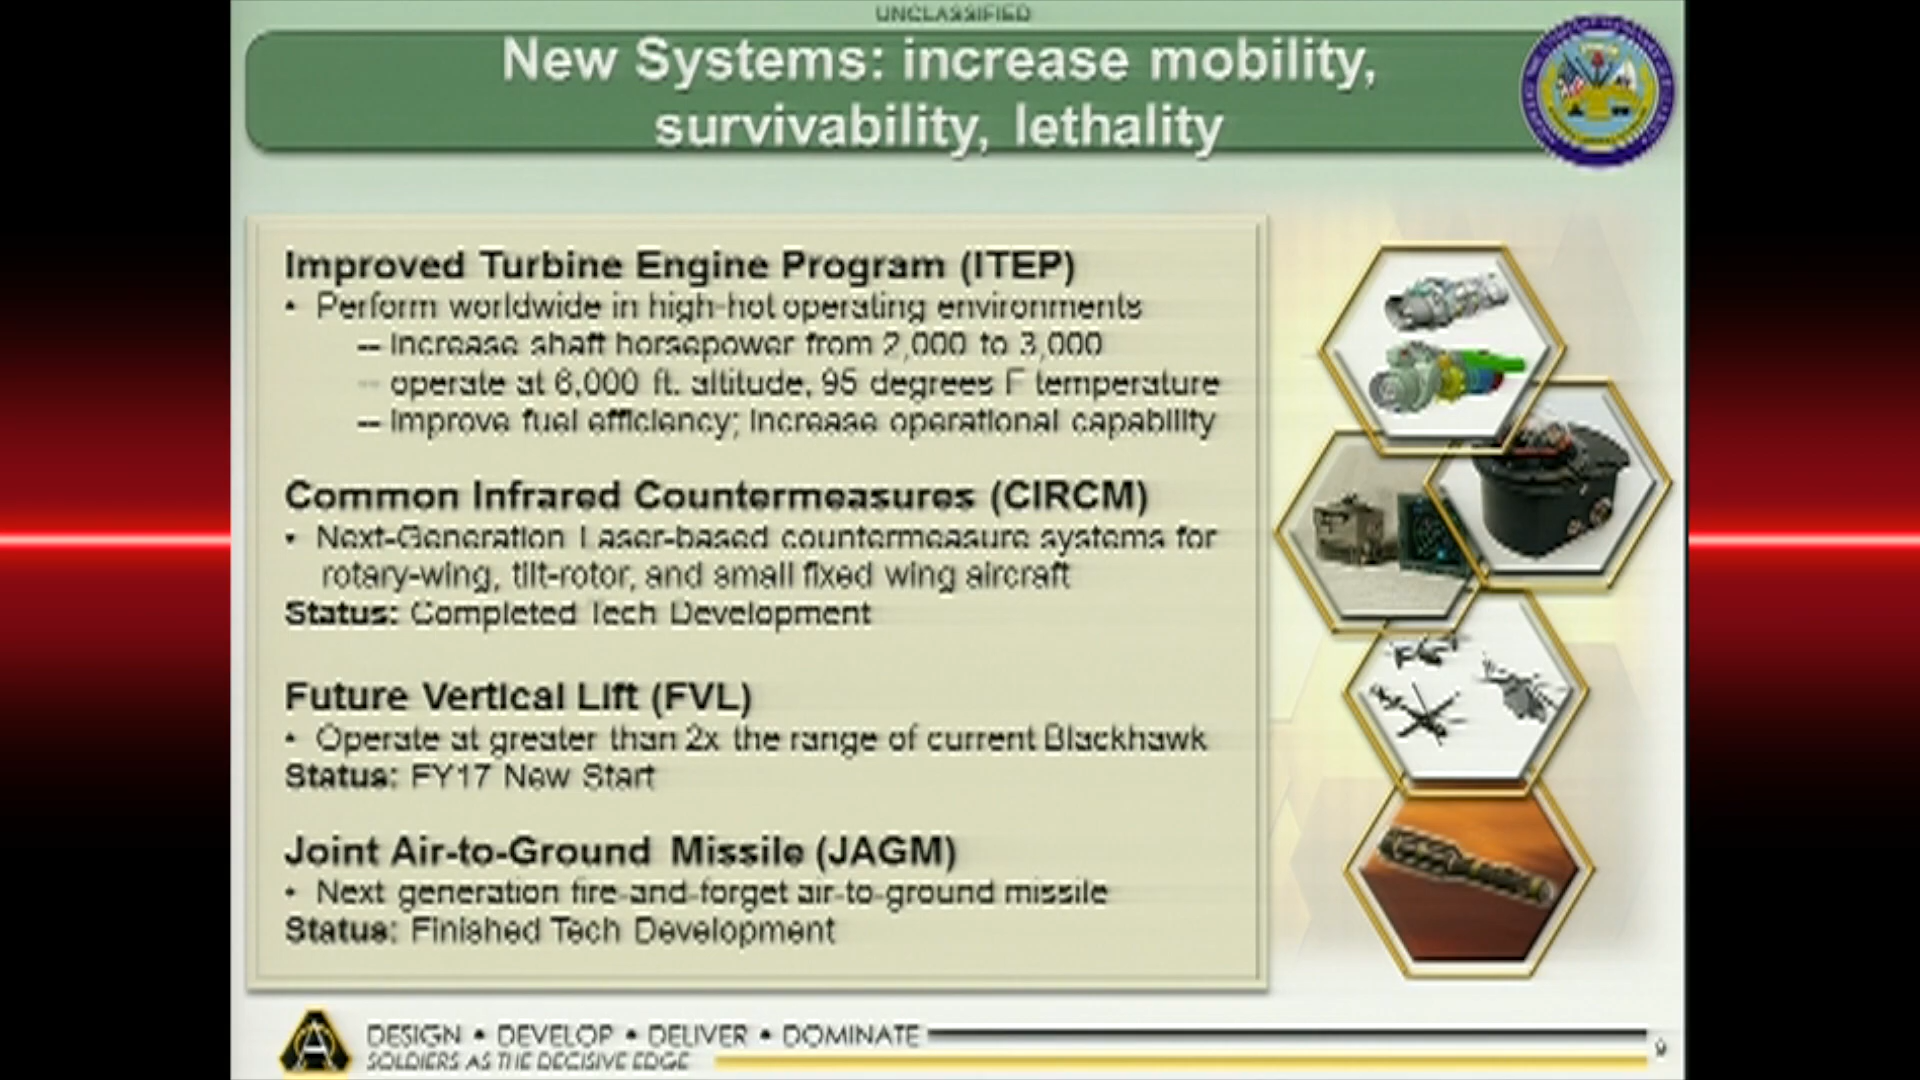 UNCLASSIFIED
New Systems: increase mobility,
survivability, lethality
Improved Turbine Engine Program (ITEP)
• Perform worldwide in high-hot operating environments
-- Increase shaft horsepower from 2,000 to 3,000
-- operate at 6,000 ft. altitude, 95 degrees F temperature
-- Improve fuel efficiency; increase operational capability
Common Infrared Countermeasures (CIRCM)
• Next-Generation Laser-based countermeasure systems for
rotary-wing, tilt-rotor, and small fixed wing aircraft
Status: Completed Tech Development
Future Vertical Lift (FVL)
• Operate at greater than 2x the range of current Blackhawk
Status: FY17 New Start
Joint Air-to-Ground Missile (JAGM)
• Next generation fire-and-forget air-to-ground missile
Status: Finished Tech Development
DESIGN • DEVELOP • DELIVER • DOMINATE
SOLDIERS AS THE DECISIVE EDGE
9